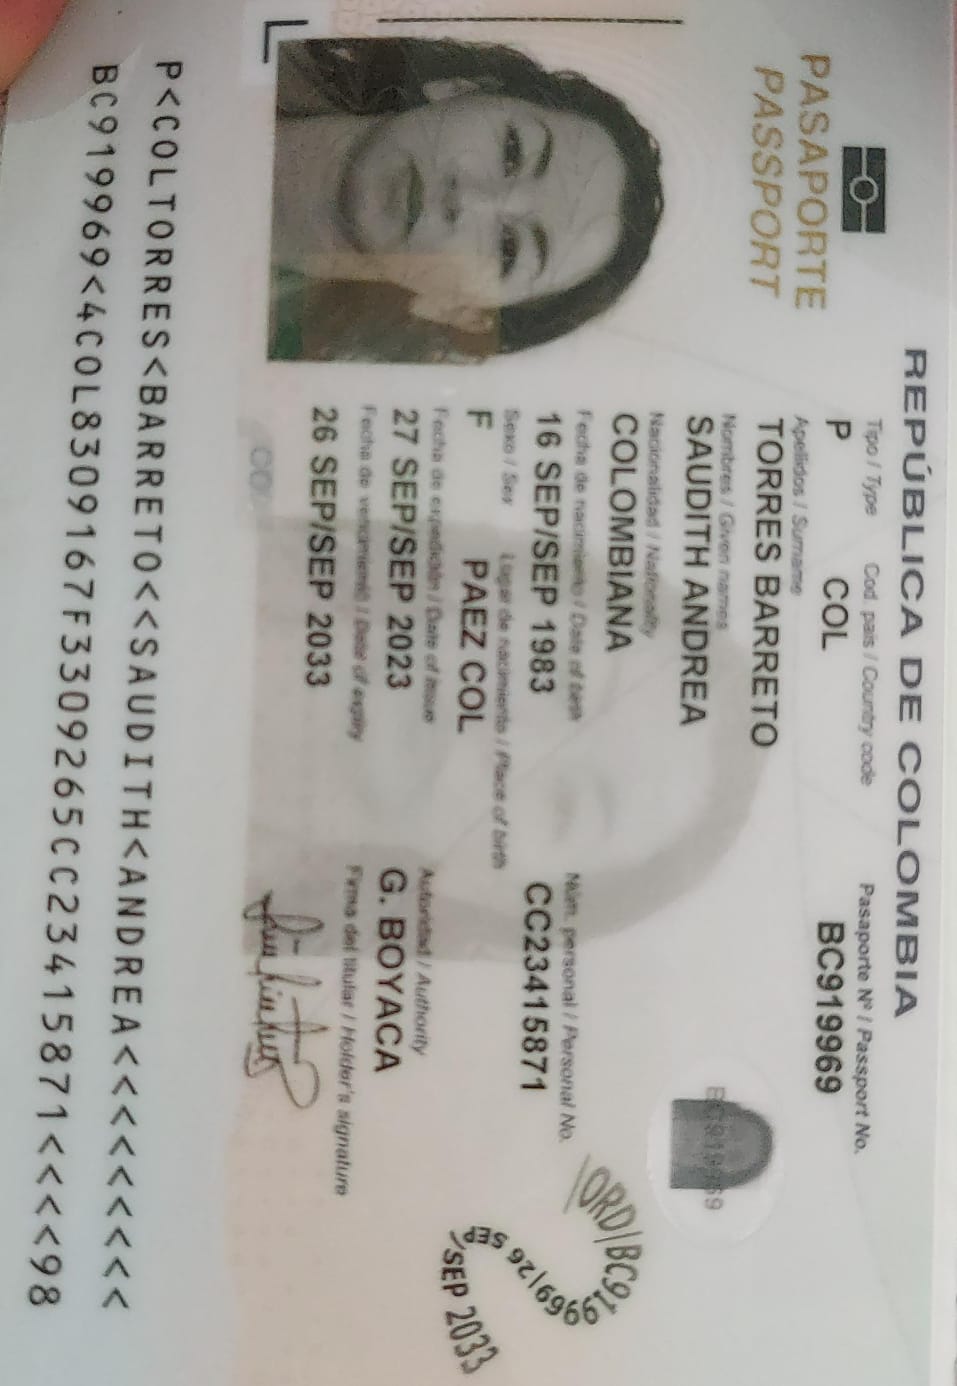 REPÚBLICA DE COLOMBIA
PASAPORTE
PASSPORT
Tipo / Type Cod. país / Country code Pasaporte Nº / Passport No.
P COL BC919969
Apellidos / Surname
TORRES BARRETO
Nombres / Given names
SAUDITH ANDREA
Nacionalidad / Nationality
COLOMBIANA
Fecha de nacimiento / Date of birth Núm. personal / Personal No.
16 SEP/SEP 1983 CC23415871
Sexo / Sex Lugar de nacimiento / Place of birth
F PAEZ COL
Fecha de expedición / Date of issue Autoridad / Authority
27 SEP/SEP 2023 G. BOYACA
Fecha de vencimiento / Date of expiry Firma del titular / Holder's signature
26 SEP/SEP 2033
BC919969
/ORD/BC919969|26 SEP/SEP 2033
P<COLTORRES<BARRETO<<SAUDITH<ANDREA<<<<<<<<<
BC919969<4COL8309167F3309265CC23415871<<<<98